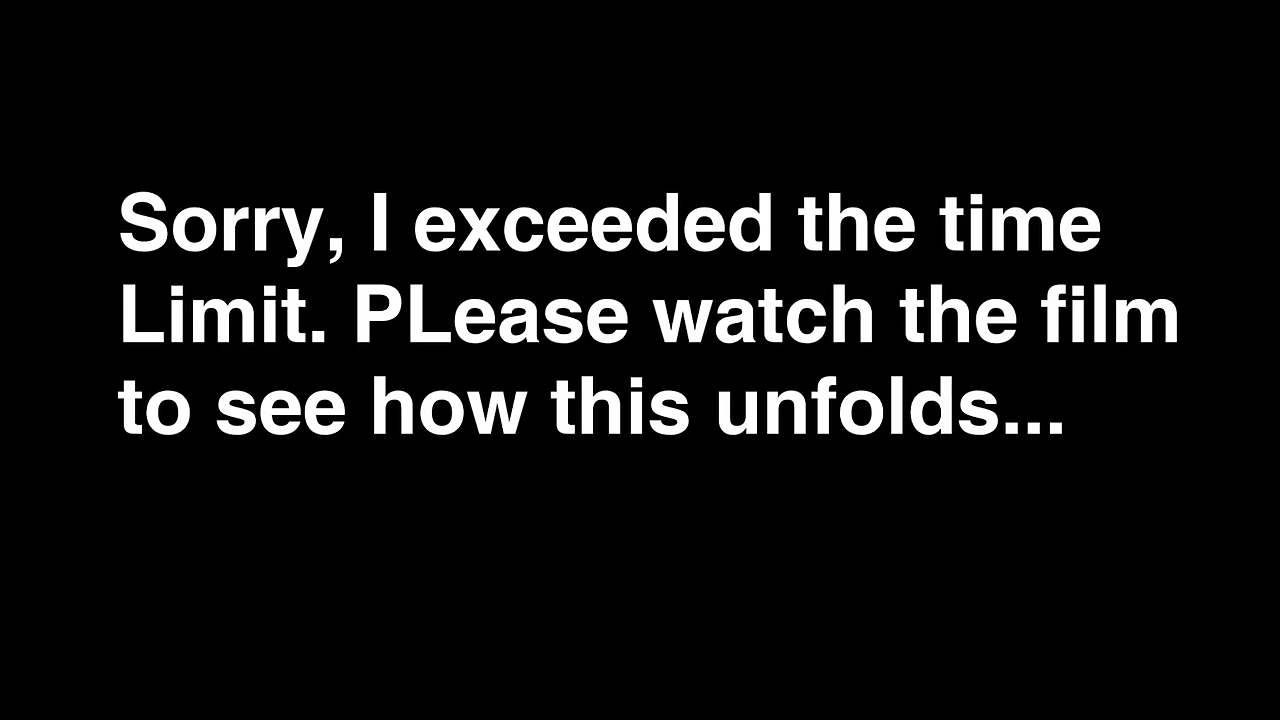 Sorry, I exceeded the time
Limit. PLease watch the film
to see how this unfolds...